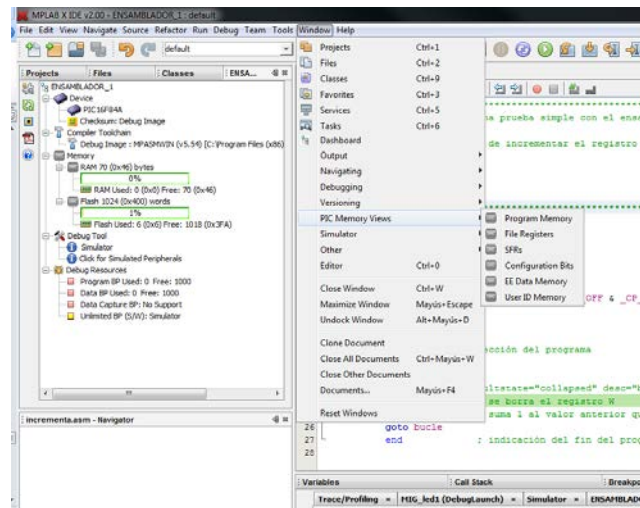 MPLAB X IDE v2.00 - ENSAMBLADOR_1 : default
File Edit View Navigate Source Refactor Run Debug Team Tools Window Help
default
Projects Files Classes ENSA...
ENSAMBLADOR_1
Device
PIC16F84A
Checksum: Debug Image
Compiler Toolchain
Debug Image : MPASMWIN (v5.54) [C:\Program Files (x86)
Memory
RAM 70 (0x46) bytes
0%
RAM Used: 0 (0x0) Free: 70 (0x46)
Flash 1024 (0x400) words
1%
Flash Used: 6 (0x6) Free: 1018 (0x3FA)
Debug Tool
Simulator
Click for Simulated Peripherals
Debug Resources
Program BP Used: 0 Free: 1000
Data BP Used: 0 Free: 1000
Data Capture BP: No Support
Unlimited BP (S/W): Simulator
incrementa.asm - Navigator
Projects Ctrl+1
Files Ctrl+2
Classes Ctrl+9
Favorites Ctrl+3
Services Ctrl+5
Tasks Ctrl+6
Dashboard
Output
Navigating
Debugging
Versioning
PIC Memory Views
Simulator
Other
Editor Ctrl+0
Close Window Ctrl+W
Maximize Window Mayús+Escape
Undock Window Alt+Mayús+D
Clone Document
Close All Documents Ctrl+Mayús+W
Close Other Documents
Documents... Mayús+F4
Reset Windows
Program Memory
File Registers
SFRs
Configuration Bits
EE Data Memory
User ID Memory
a prueba simple con el ens
de incrementar el registro
OFF & _CP_
ección del programa
ultstate="collapsed" desc="b
se borra el registro W
suma 1 al valor anterior qu
26 goto bucle
27 end ; indicación del fin del prog
28
Variables Call Stack Breakpo
Trace/Profiling MIG_led1 (DebugLaunch) Simulator ENSAMBLAD